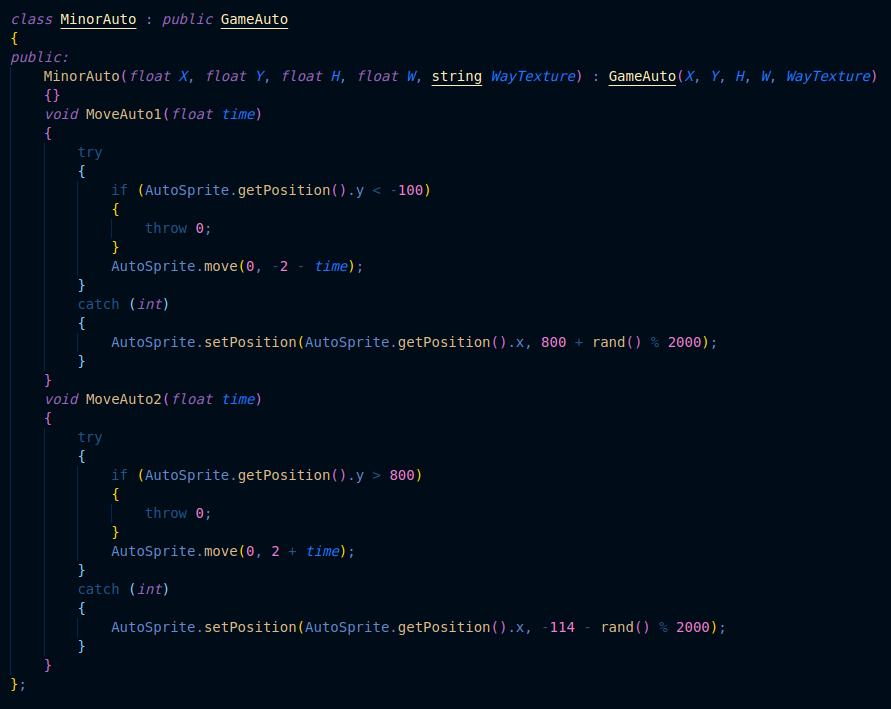 class MinorAuto : public GameAuto
{
public:
    MinorAuto(float X, float Y, float H, float W, string WayTexture) : GameAuto(X, Y, H, W, WayTexture)
    {}
    void MoveAuto1(float time)
    {
        try
        {
            if (AutoSprite.getPosition().y < -100)
            {
                throw 0;
            }
            AutoSprite.move(0, -2 - time);
        }
        catch (int)
        {
            AutoSprite.setPosition(AutoSprite.getPosition().x, 800 + rand() % 2000);
        }
    }
    void MoveAuto2(float time)
    {
        try
        {
            if (AutoSprite.getPosition().y > 800)
            {
                throw 0;
            }
            AutoSprite.move(0, 2 + time);
        }
        catch (int)
        {
            AutoSprite.setPosition(AutoSprite.getPosition().x, -114 - rand() % 2000);
        }
    }
};